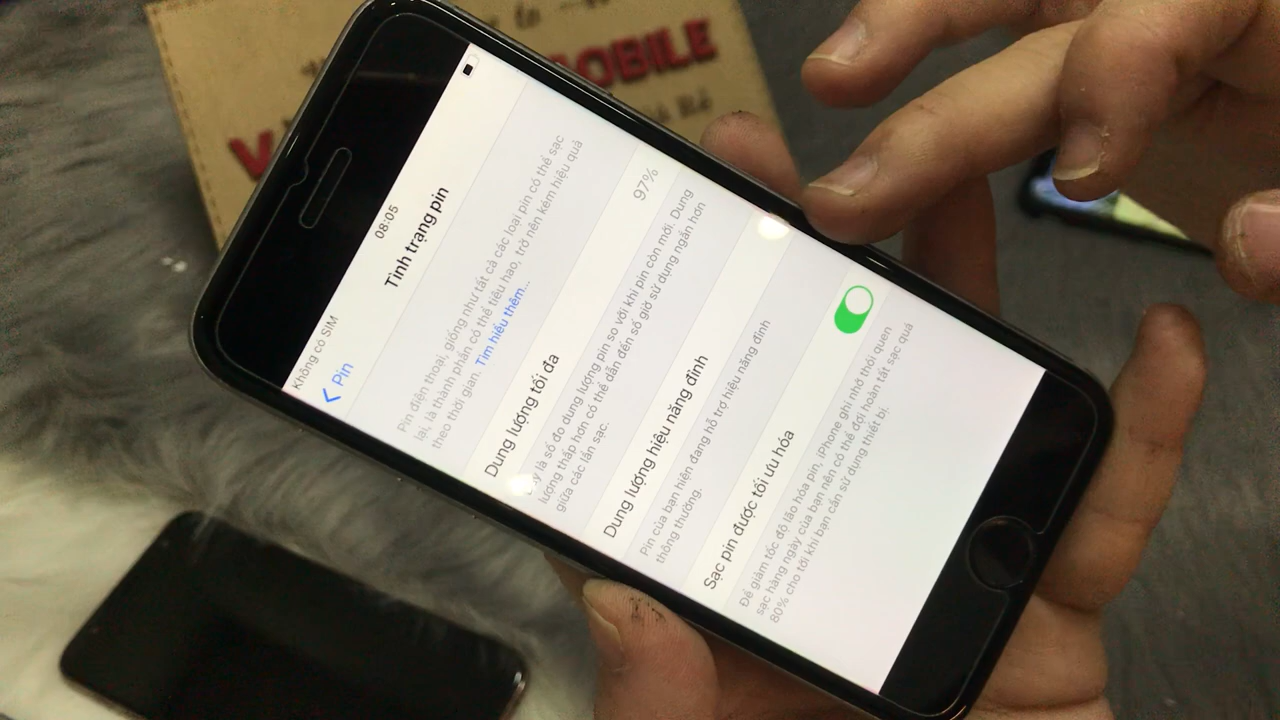 Không có SIM
08:05
Pin
Tình trạng pin
Pin điện thoại, giống như tất cả các loại pin có thể sạc
lại, là thành phần có thể tiêu hao, trở nên kém hiệu quả
theo thời gian. Tìm hiểu thêm...
Dung lượng tối đa
97%
là số đo dung lượng pin so với khi pin còn mới. Dung
lượng thấp hơn có thể dẫn đến số giờ sử dụng ngắn hơn
giữa các lần sạc.
Dung lượng hiệu năng đỉnh
Pin của bạn hiện đang hỗ trợ hiệu năng đỉnh
thông thường.
Sạc pin được tối ưu hóa
Để giảm tốc độ lão hóa pin, iPhone ghi nhớ thói quen
sạc hàng ngày của bạn nên có thể đợi hoàn tất sạc quá
80% cho tới khi bạn cần sử dụng thiết bị.
to
MOBILE
Rẻ